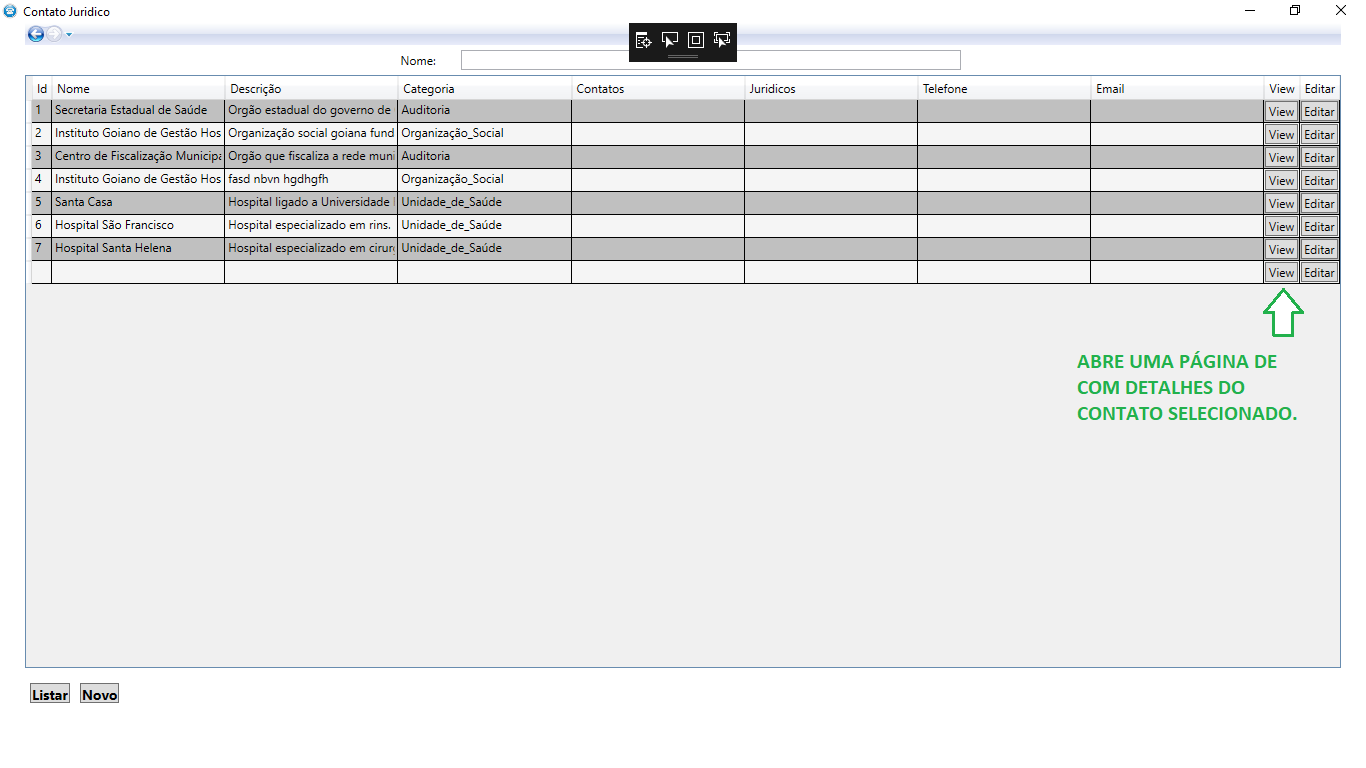 Contato Juridico
Nome:
Id Nome Descrição Categoria Contatos Juridicos Telefone Email View Editar
1 Secretaria Estadual de Saúde Orgão estadual do governo de Auditoria View Editar
2 Instituto Goiano de Gestão Hos Organização social goiana fund Organização_Social View Editar
3 Centro de Fiscalização Municipa Orgão que fiscaliza a rede muni Auditoria View Editar
4 Instituto Goiano de Gestão Hos fasd nbvn hgdhgfh Organização_Social View Editar
5 Santa Casa Hospital ligado a Universidade Unidade_de_Saúde View Editar
6 Hospital São Francisco Hospital especializado em rins. Unidade_de_Saúde View Editar
7 Hospital Santa Helena Hospital especializado em cirur Unidade_de_Saúde View Editar
View Editar
ABRE UMA PÁGINA DE
COM DETALHES DO
CONTATO SELECIONADO.
Listar Novo